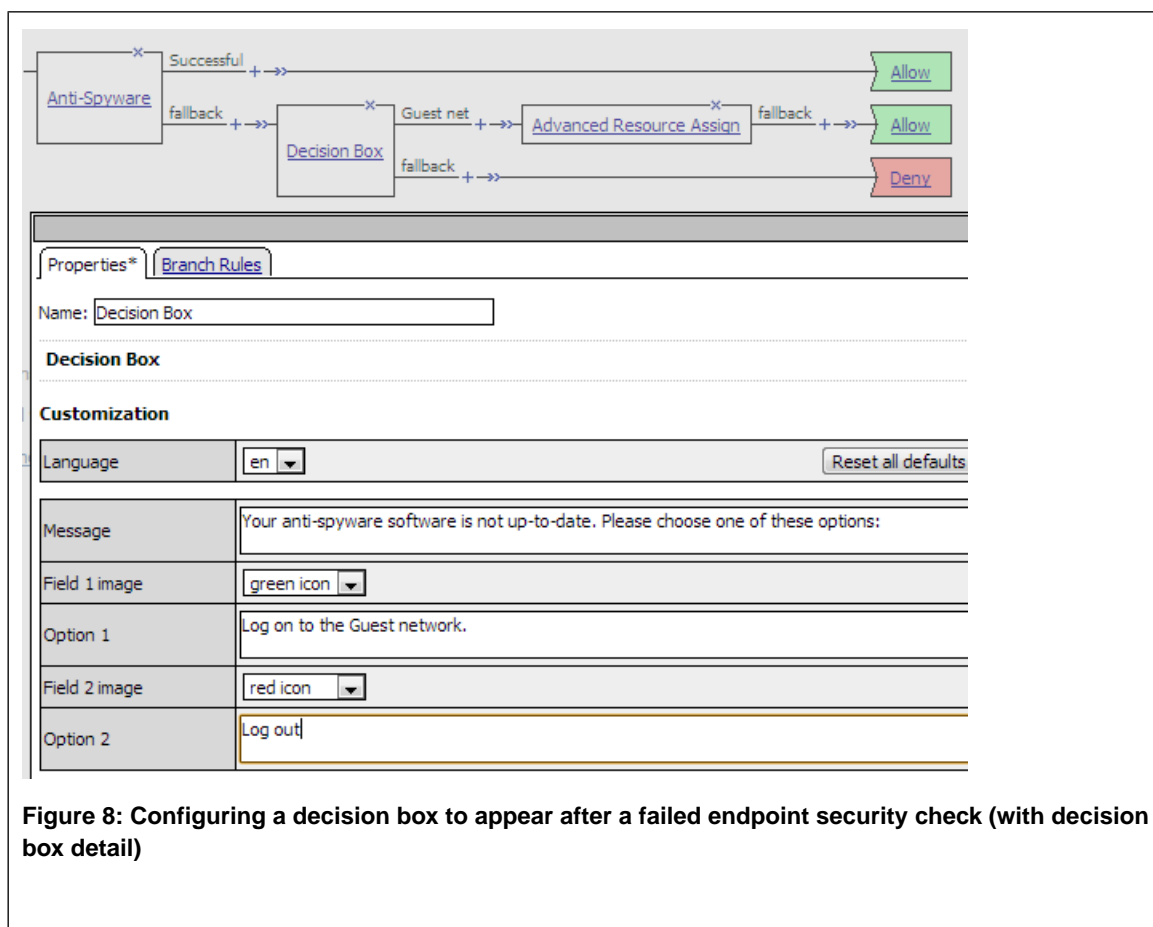 Successful
Allow
Anti-Spyware
fallback
Guest net
Advanced Resource Assign
fallback
Allow
Decision Box
fallback
Deny
Properties* Branch Rules
Name: Decision Box
Decision Box
Customization
Language en Reset all defaults
Message Your anti-spyware software is not up-to-date. Please choose one of these options:
Field 1 image green icon
Option 1 Log on to the Guest network.
Field 2 image red icon
Option 2 Log out
Figure 8: Configuring a decision box to appear after a failed endpoint security check (with decision
box detail)